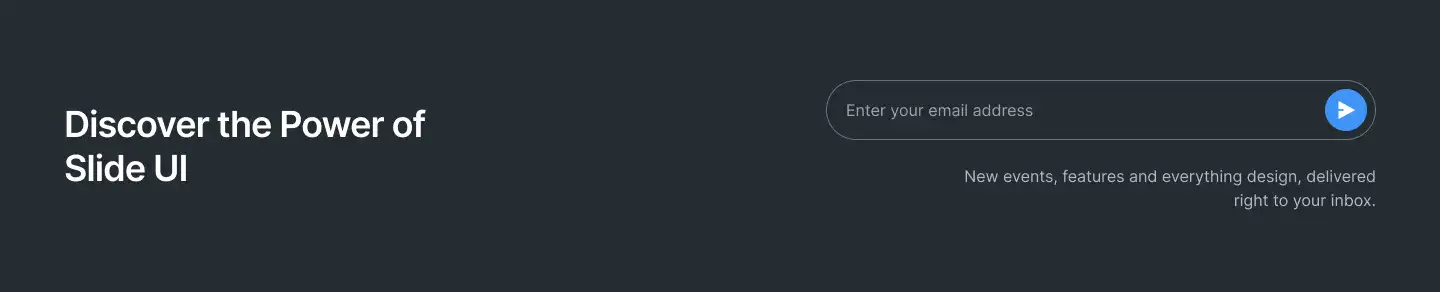 Discover the Power of
Slide UI
Enter your email address
New events, features and everything design, delivered
right to your inbox.